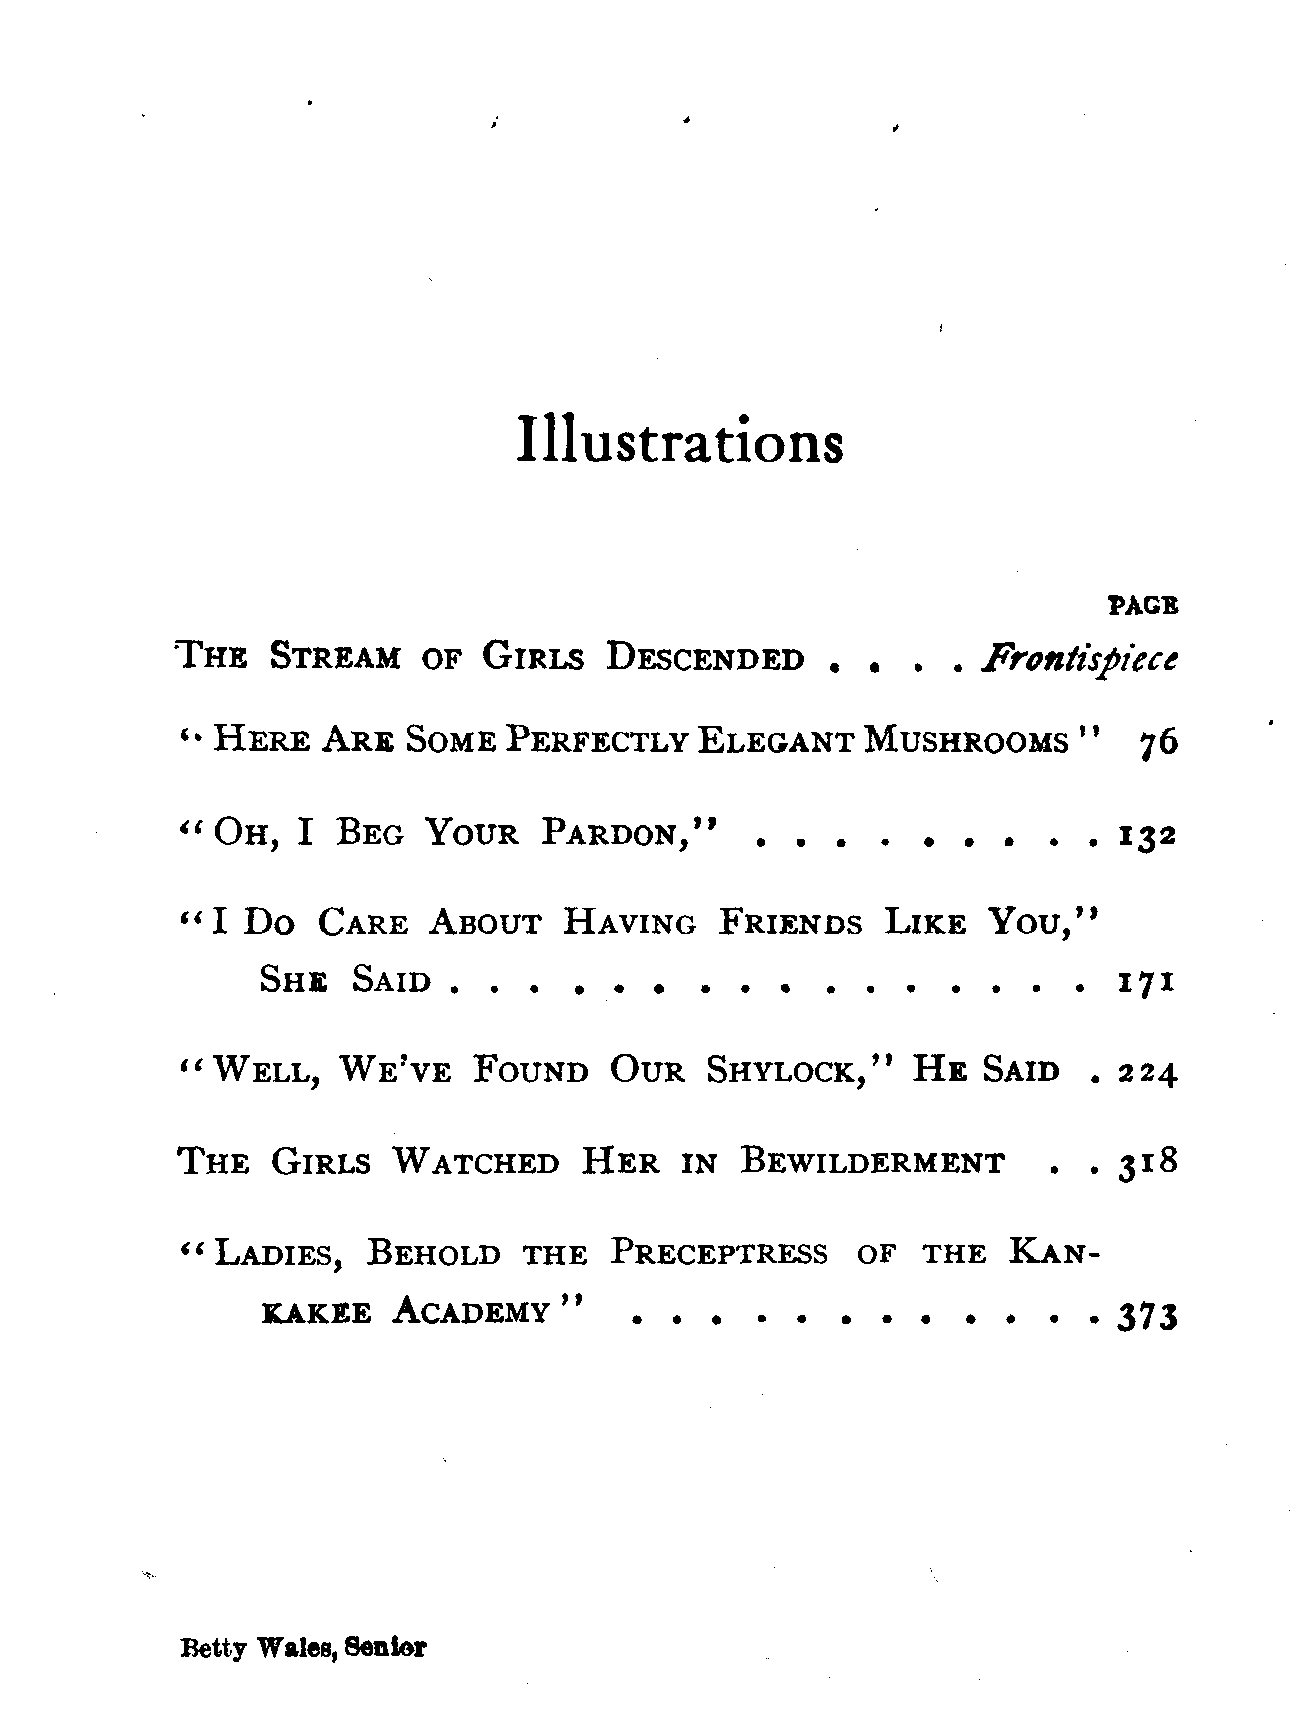 Illustrations
PAGE
The Stream of Girls Descended . . . . Frontispiece
"Here Are Some Perfectly Elegant Mushrooms" 76
"Oh, I Beg Your Pardon," . . . . . . . . . 132
"I Do Care About Having Friends Like You,"
She Said . . . . . . . . . . . . . . . . 171
"Well, We've Found Our Shylock," He Said . 224
The Girls Watched Her in Bewilderment . . 318
"Ladies, Behold the Preceptress of the Kan-
kakee Academy" . . . . . . . . . . . . 373
Betty Wales, Senior